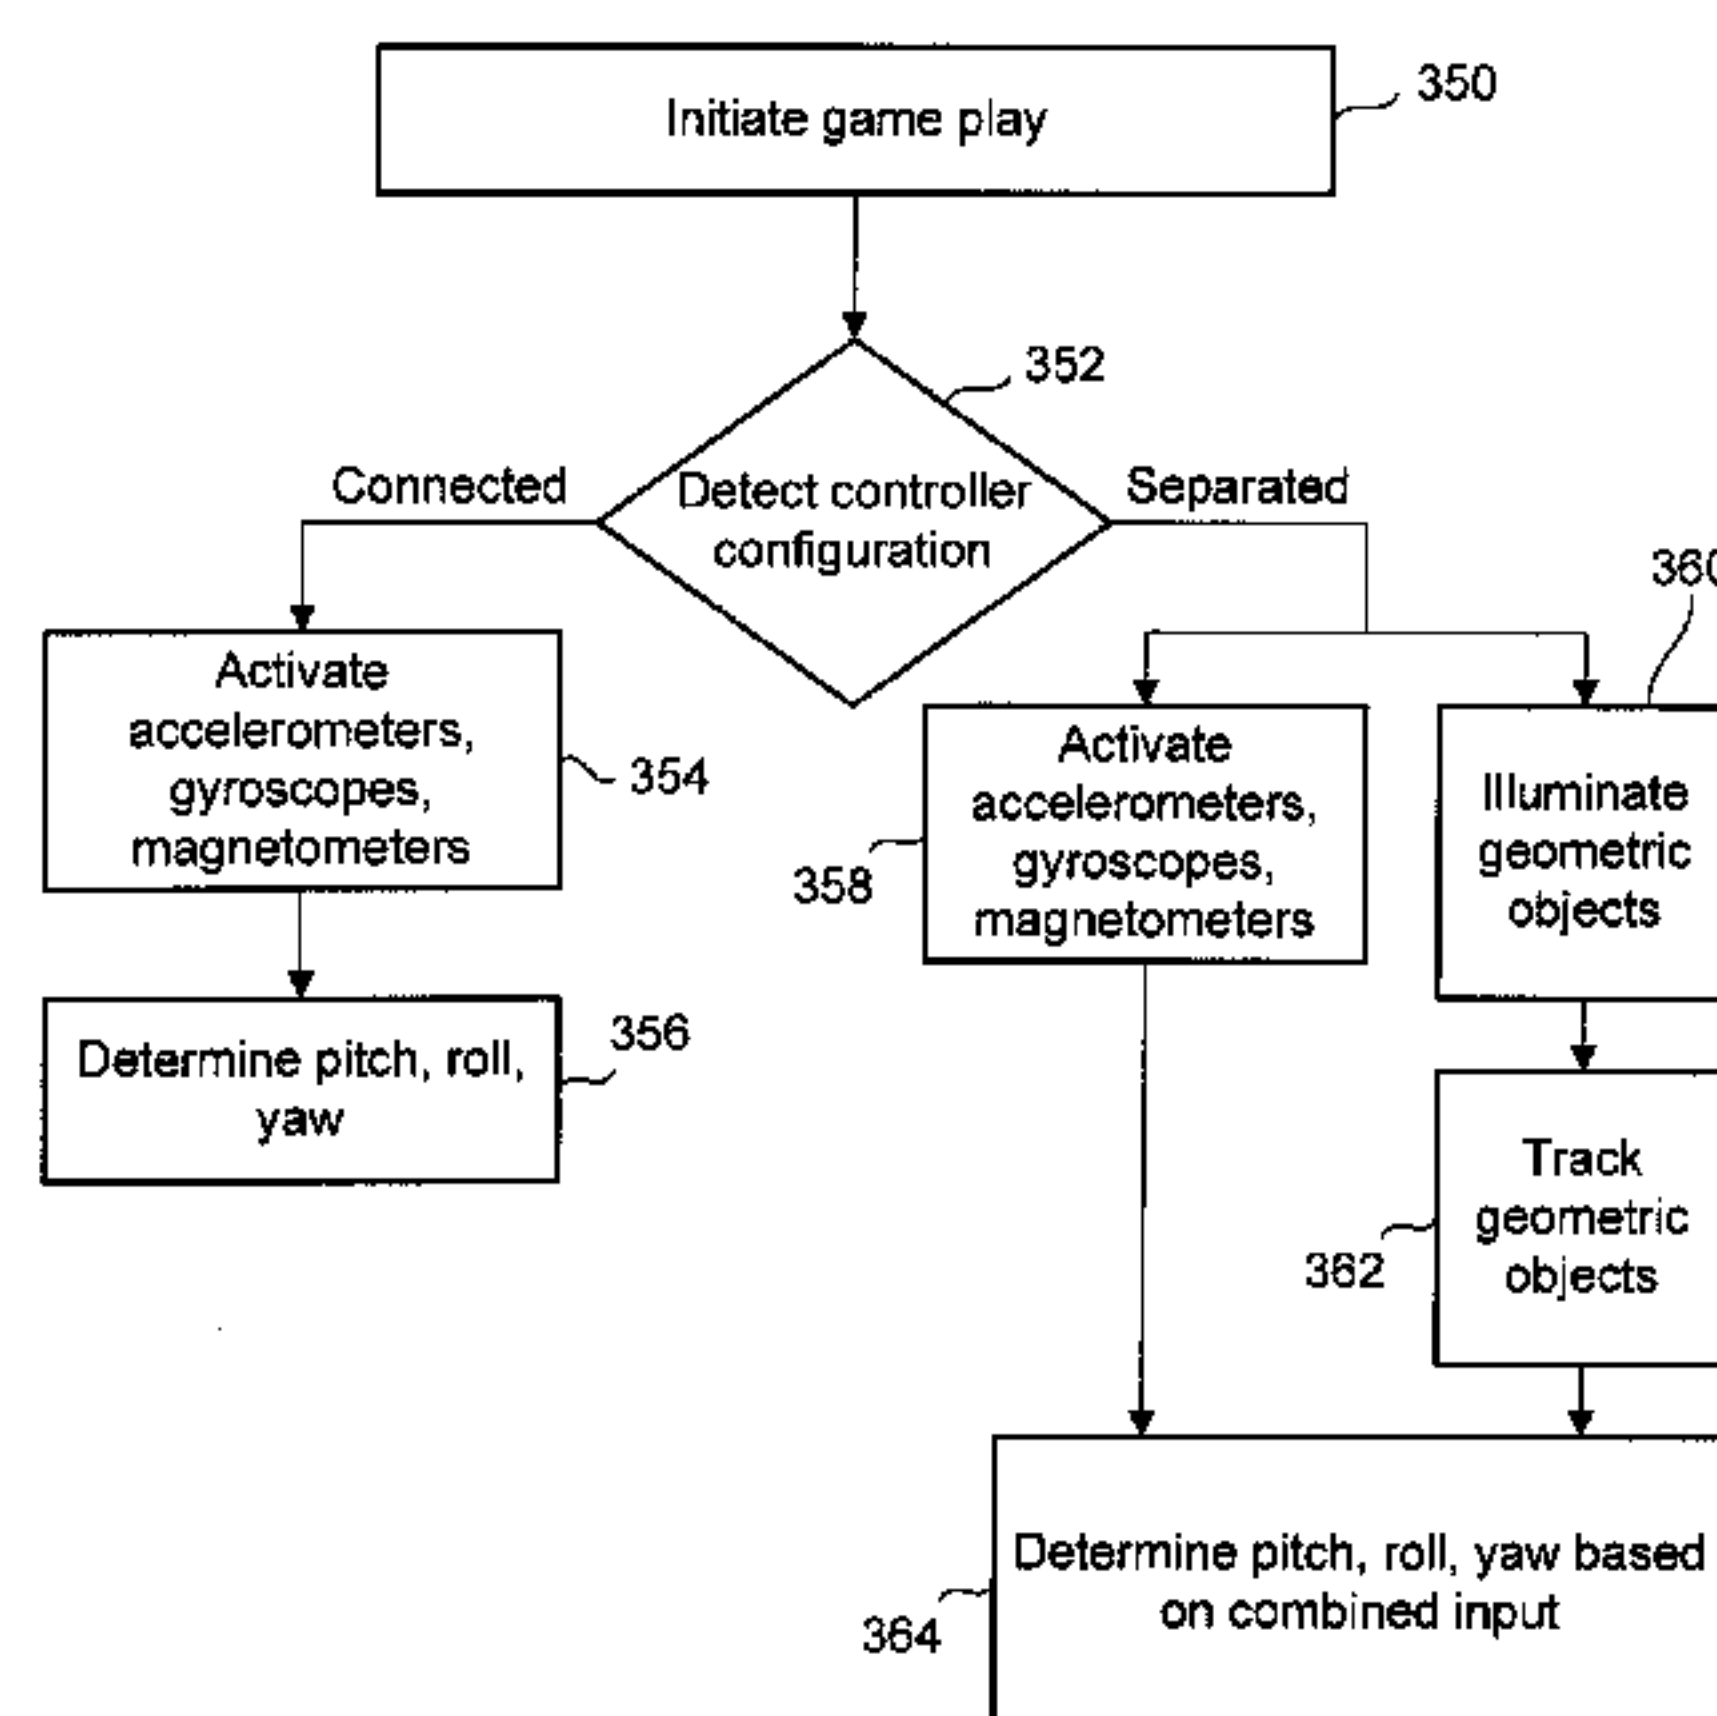 Initiate game play
350
352
Connected
Detect controller
configuration
Separated
360
Activate
accelerometers,
gyroscopes,
magnetometers
354
Activate
accelerometers,
gyroscopes,
magnetometers
358
Illuminate
geometric
objects
Determine pitch, roll,
yaw
356
Track
geometric
objects
362
Determine pitch, roll, yaw based
on combined input
364